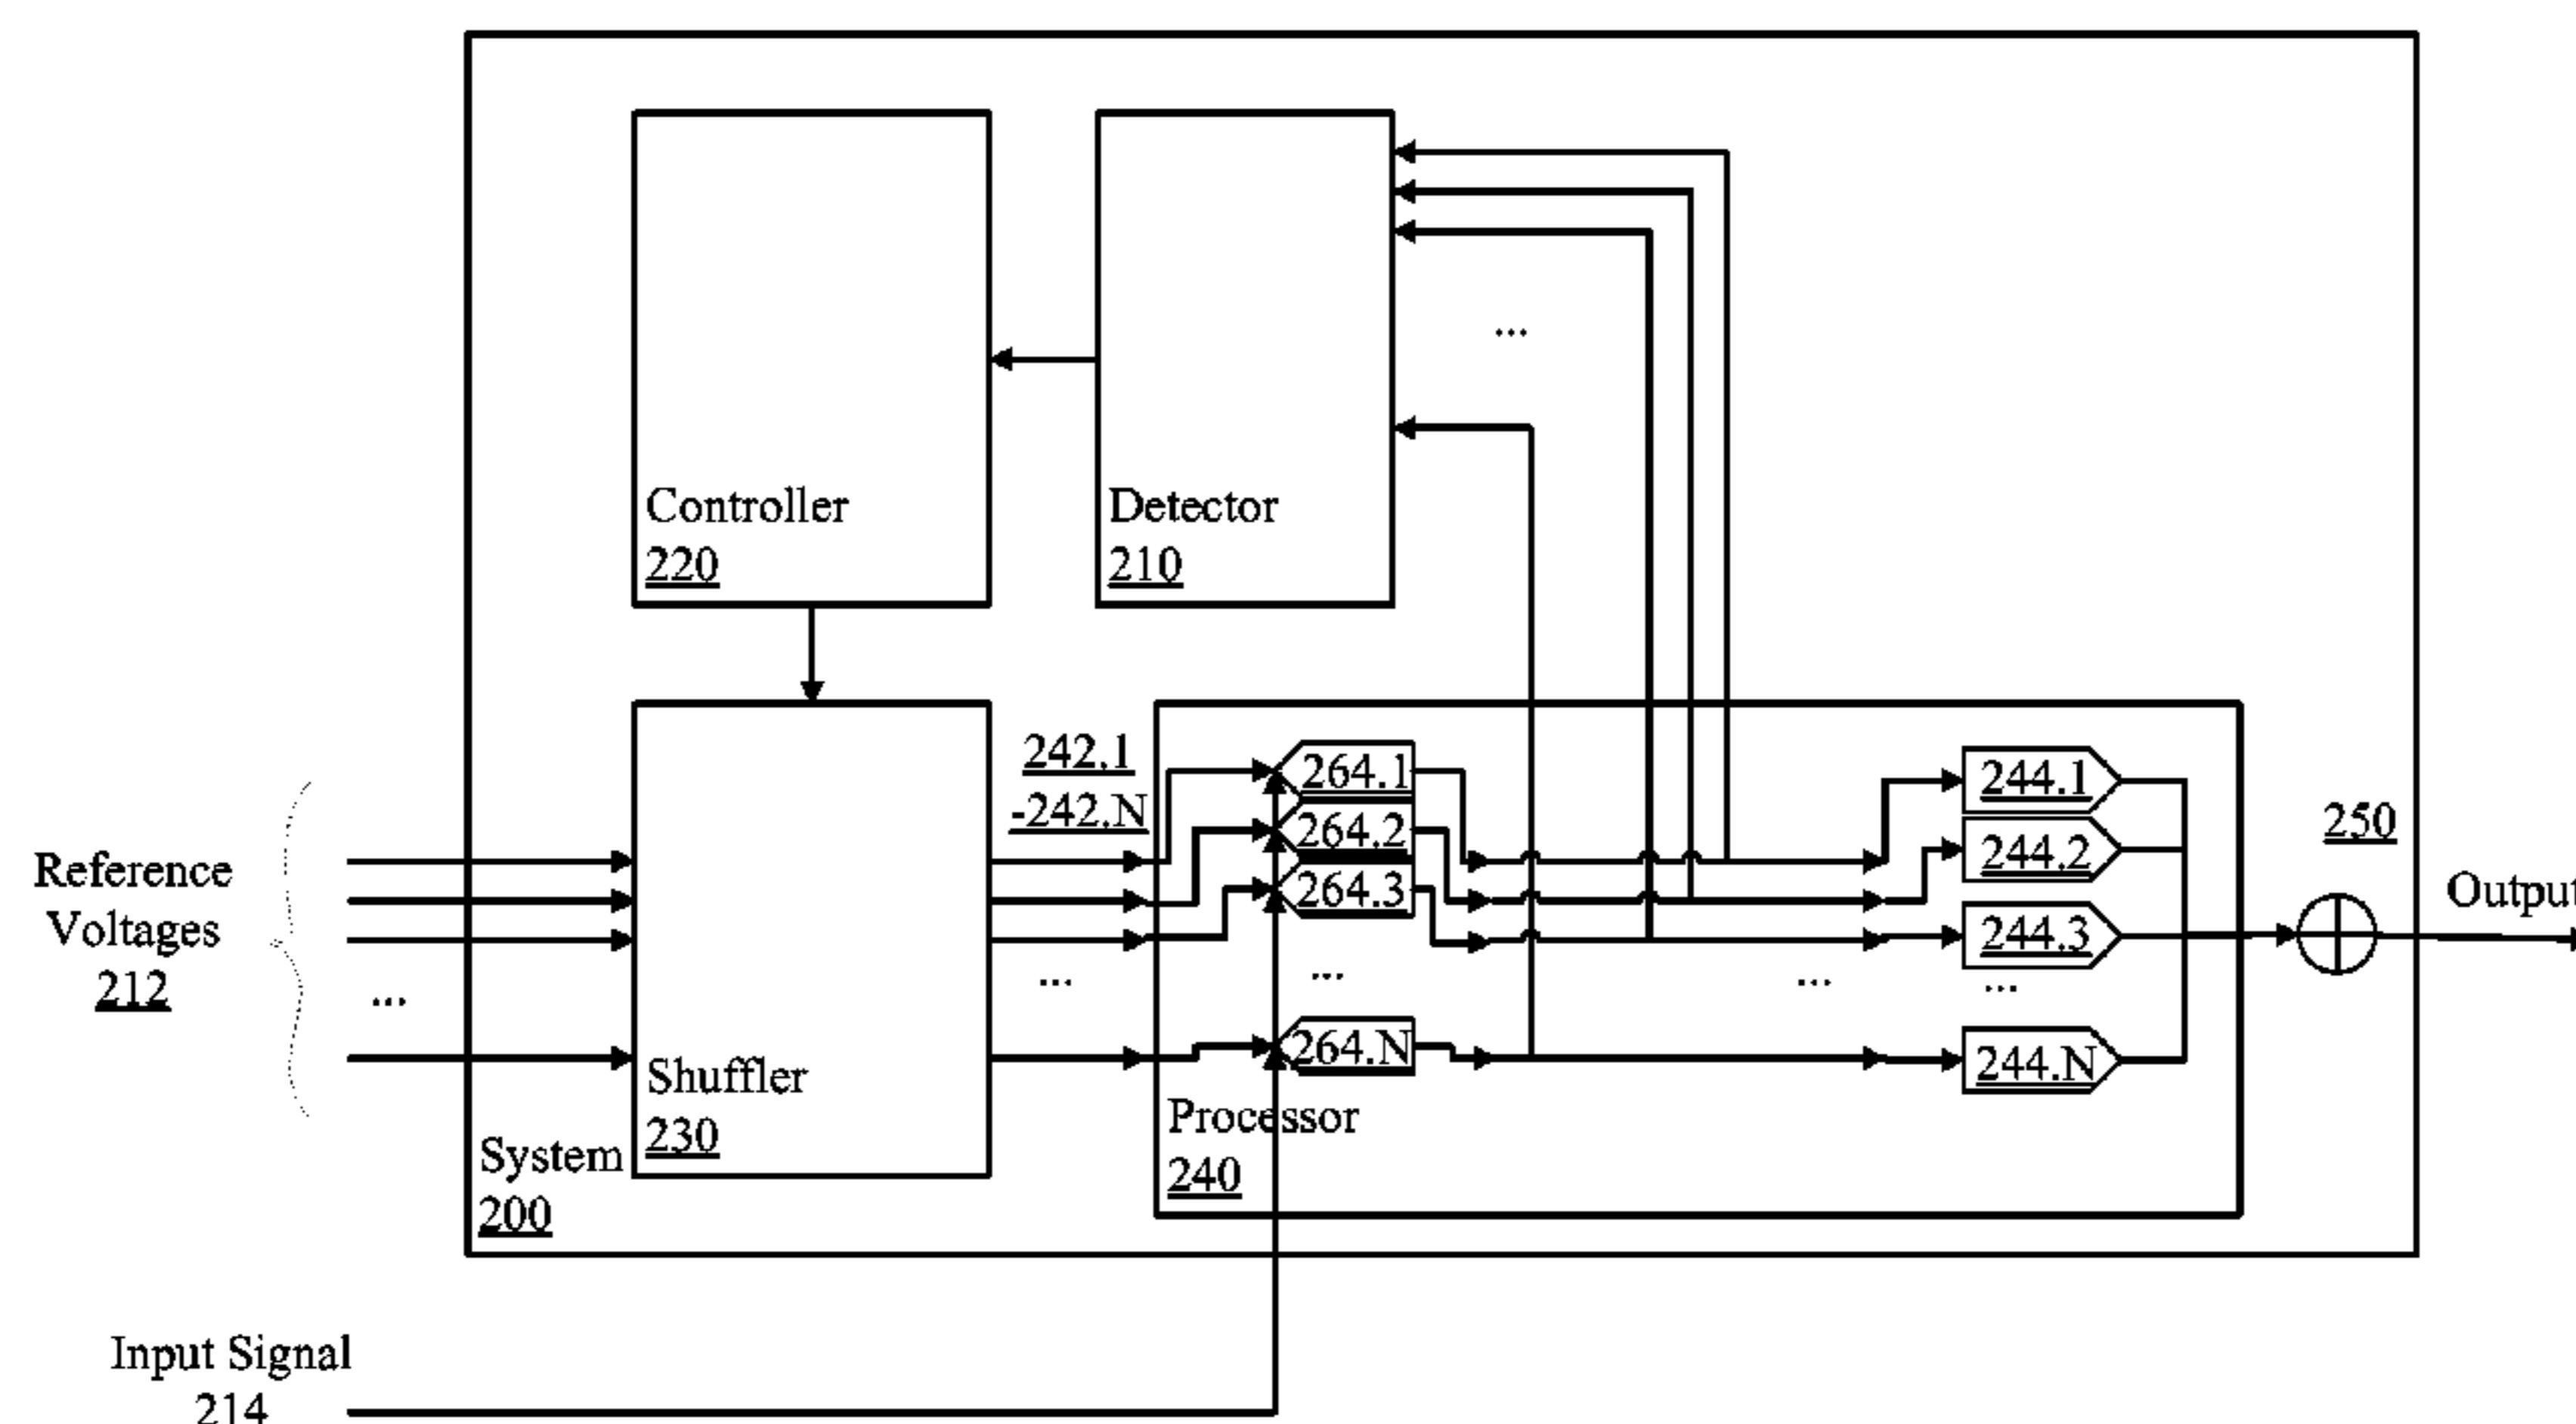 Controller
220
Detector
210
...
242.1
-242.N
264.1
264.2
264.3
...
264.N
244.1
244.2
244.3
...
244.N
...
...
250
Output
Reference
Voltages
212
...
Shuffler
230
System
200
Processor
240
Input Signal
214